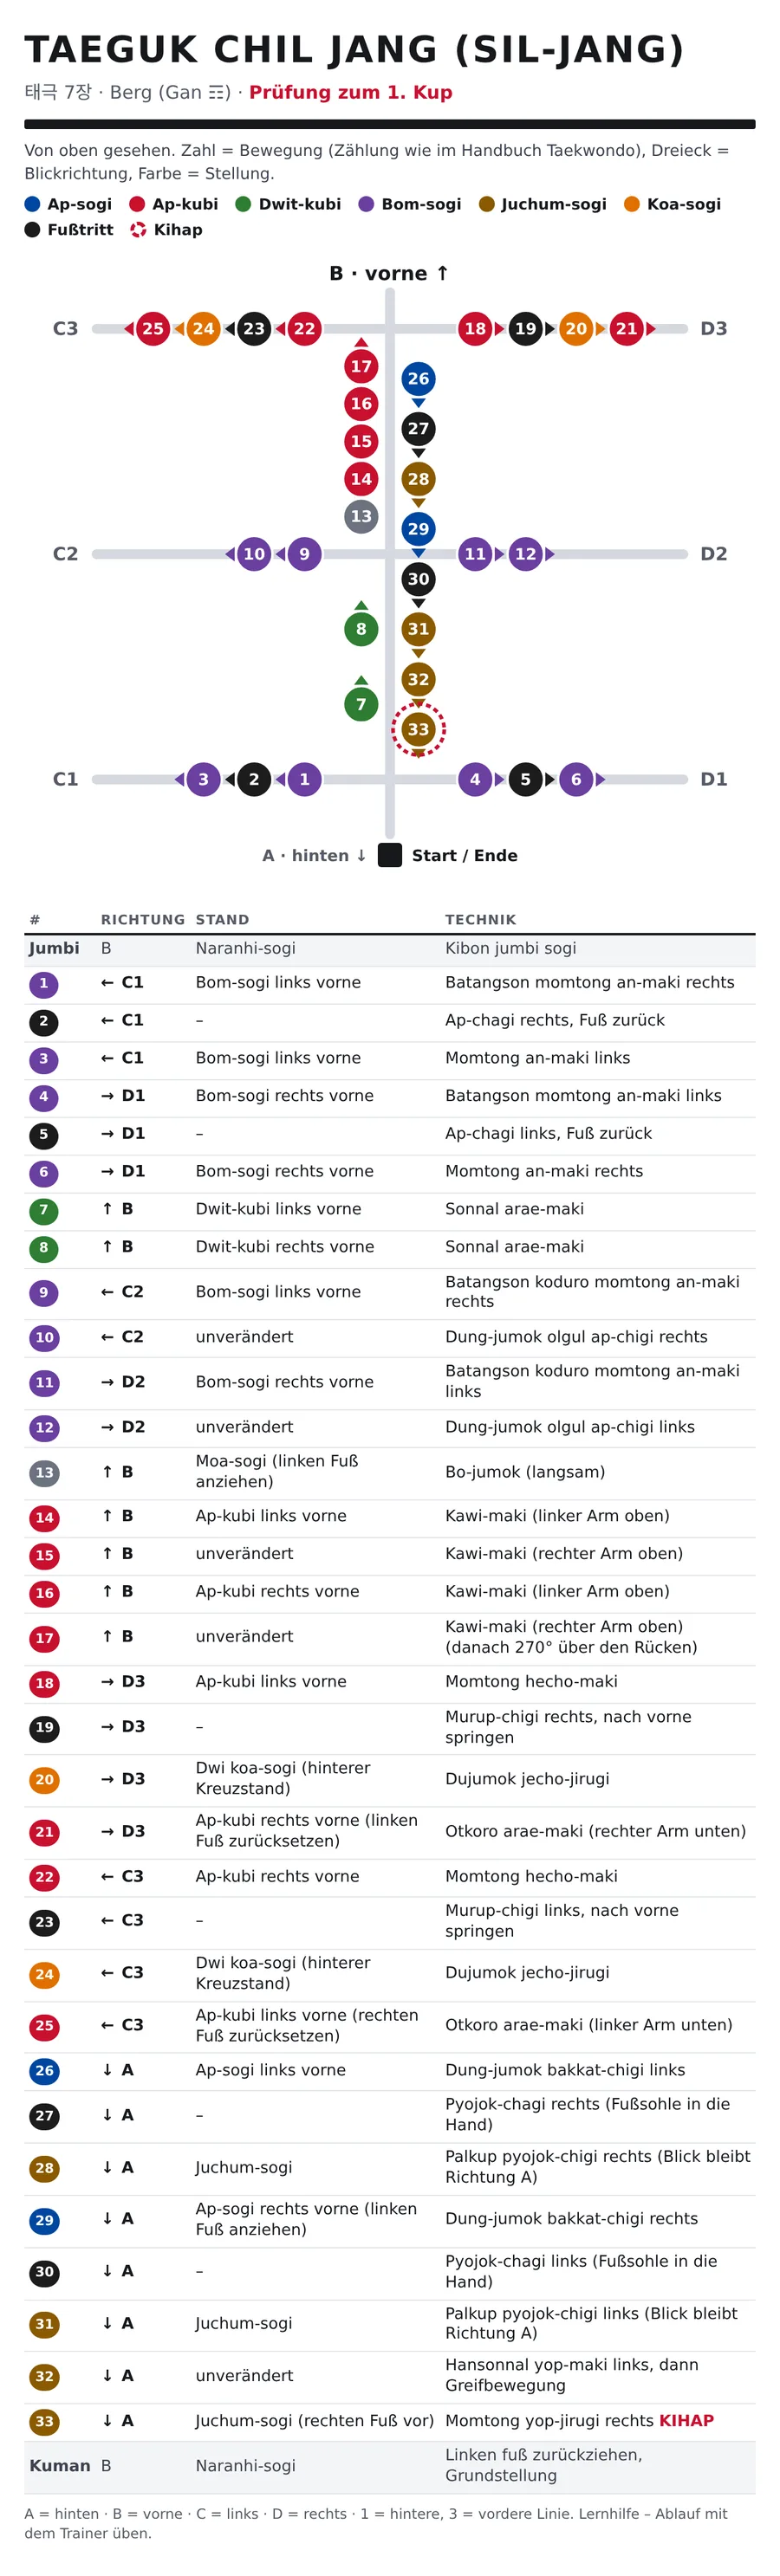 TAEGUK CHIL JANG (SIL-JANG)
태극 7장 · Berg (Gan ☶) · Prüfung zum 1. Kup
Von oben gesehen. Zahl = Bewegung (Zählung wie im Handbuch Taekwondo), Dreieck =
Blickrichtung, Farbe = Stellung.
Ap-sogi Ap-kubi Dwit-kubi Bom-sogi Juchum-sogi Koa-sogi
Fußtritt Kihap
B · vorne ↑
C3 25 24 23 22 18 19 20 21 D3
17
26
16
27
15
14 28
13
29
C2 10 9 11 12 D2
30
8 31
32
7
33
C1 3 2 1 4 5 6 D1
A · hinten ↓ Start / Ende
# RICHTUNG STAND TECHNIK
Jumbi B Naranhi-sogi Kibon jumbi sogi
1 ← C1 Bom-sogi links vorne Batangson momtong an-maki rechts
2 ← C1 – Ap-chagi rechts, Fuß zurück
3 ← C1 Bom-sogi links vorne Momtong an-maki links
4 → D1 Bom-sogi rechts vorne Batangson momtong an-maki links
5 → D1 – Ap-chagi links, Fuß zurück
6 → D1 Bom-sogi rechts vorne Momtong an-maki rechts
7 ↑ B Dwit-kubi links vorne Sonnal arae-maki
8 ↑ B Dwit-kubi rechts vorne Sonnal arae-maki
9 ← C2 Bom-sogi links vorne Batangson koduro momtong an-maki
rechts
10 ← C2 unverändert Dung-jumok olgul ap-chigi rechts
11 → D2 Bom-sogi rechts vorne Batangson koduro momtong an-maki
links
12 → D2 unverändert Dung-jumok olgul ap-chigi links
13 ↑ B Moa-sogi (linken Fuß
anziehen) Bo-jumok (langsam)
14 ↑ B Ap-kubi links vorne Kawi-maki (linker Arm oben)
15 ↑ B unverändert Kawi-maki (rechter Arm oben)
16 ↑ B Ap-kubi rechts vorne Kawi-maki (linker Arm oben)
17 ↑ B unverändert Kawi-maki (rechter Arm oben)
(danach 270° über den Rücken)
18 → D3 Ap-kubi links vorne Momtong hecho-maki
19 → D3 – Murup-chigi rechts, nach vorne
springen
20 → D3 Dwi koa-sogi (hinterer
Kreuzstand) Dujumok jecho-jirugi
21 → D3 Ap-kubi rechts vorne (linken
Fuß zurücksetzen) Otkoro arae-maki (rechter Arm unten)
22 ← C3 Ap-kubi rechts vorne Momtong hecho-maki
23 ← C3 – Murup-chigi links, nach vorne
springen
24 ← C3 Dwi koa-sogi (hinterer
Kreuzstand) Dujumok jecho-jirugi
25 ← C3 Ap-kubi links vorne (rechten
Fuß zurücksetzen) Otkoro arae-maki (linker Arm unten)
26 ↓ A Ap-sogi links vorne Dung-jumok bakkat-chigi links
27 ↓ A – Pyojok-chagi rechts (Fußsohle in die
Hand)
28 ↓ A Juchum-sogi Palkup pyojok-chigi rechts (Blick bleibt
Richtung A)
29 ↓ A Ap-sogi rechts vorne (linken
Fuß anziehen) Dung-jumok bakkat-chigi rechts
30 ↓ A – Pyojok-chagi links (Fußsohle in die
Hand)
31 ↓ A Juchum-sogi Palkup pyojok-chigi links (Blick bleibt
Richtung A)
32 ↓ A unverändert Hansonnal yop-maki links, dann
Greifbewegung
33 ↓ A Juchum-sogi (rechten Fuß vor) Momtong yop-jirugi rechts KIHAP
Kuman B Naranhi-sogi Linken fuß zurückziehen,
Grundstellung
A = hinten · B = vorne · C = links · D = rechts · 1 = hintere, 3 = vordere Linie. Lernhilfe – Ablauf mit
dem Trainer üben.